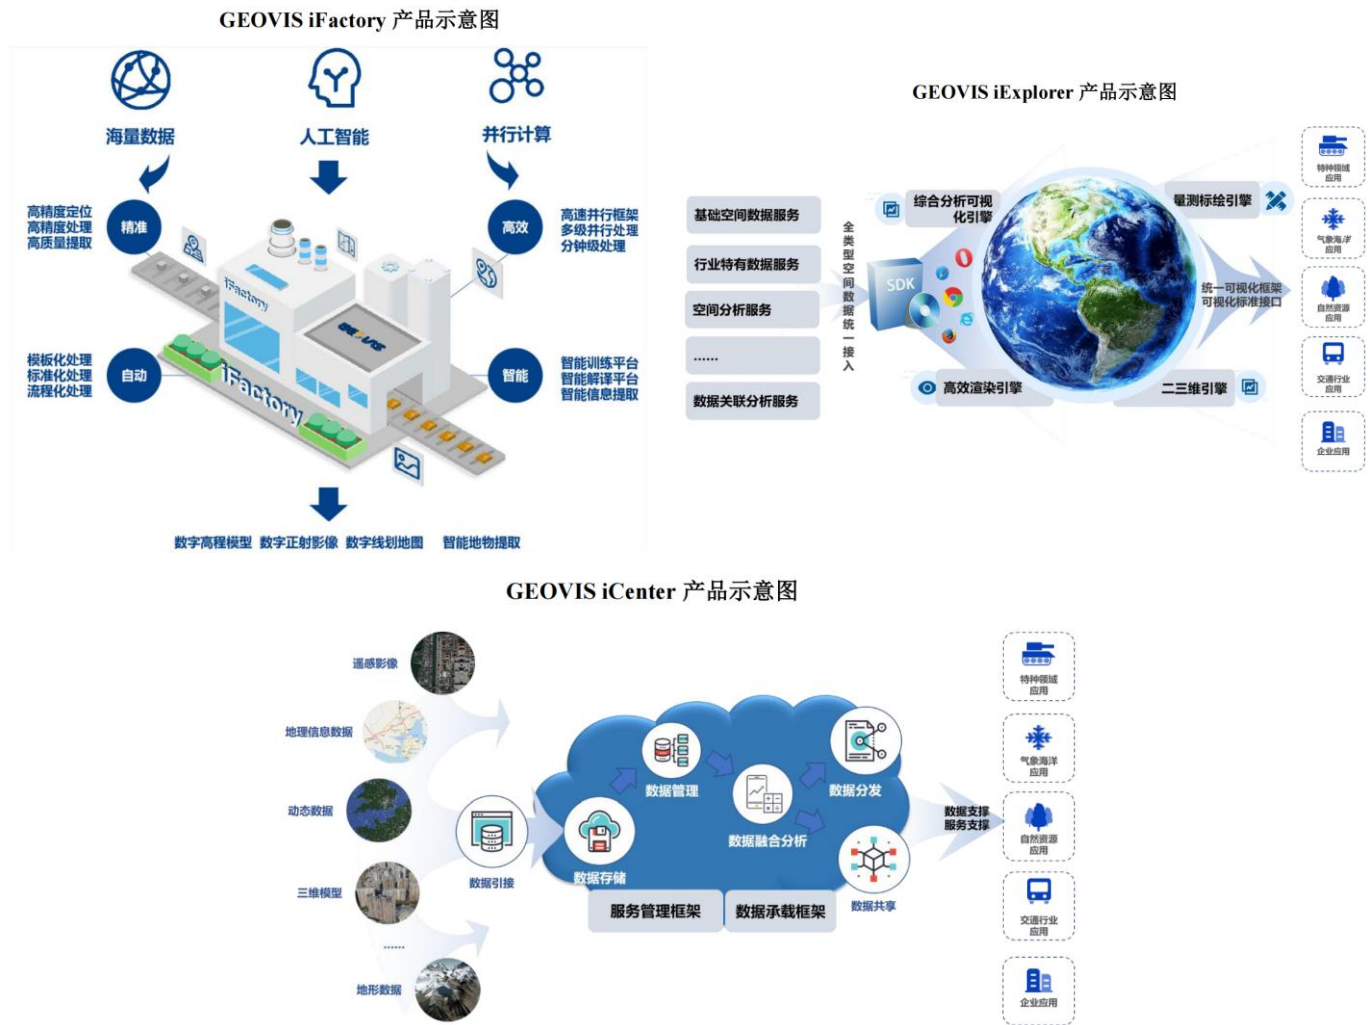 GEOVIS iFactory 产品示意图
海量数据
人工智能
并行计算
高精度定位
高精度处理
高质量提取
精准
高效
高速并行框架
多级并行处理
分钟级处理
iFactory
GEOVIS
模板化处理
标准化处理
流程化处理
自动
iFactory
智能
智能训练平台
智能解译平台
智能信息提取
数字高程模型 数字正射影像 数字线划地图 智能地物提取
GEOVIS iExplorer 产品示意图
基础空间数据服务
行业特有数据服务
空间分析服务
......
数据关联分析服务
全类型空间数据统一接入
综合分析可视
化引擎
SDK
高效渲染引擎
量测标绘引擎
统一可视化框架
可视化标准接口
二三维引擎
特种领域
应用
气象海洋
应用
自然资源
应用
交通行业
应用
企业应用
GEOVIS iCenter 产品示意图
遥感影像
地理信息数据
动态数据
三维模型
......
地形数据
数据引接
数据存储
数据管理
数据融合分析
数据分发
数据共享
服务管理框架
数据承载框架
数据支撑
服务支撑
特种领域
应用
气象海洋
应用
自然资源
应用
交通行业
应用
企业应用